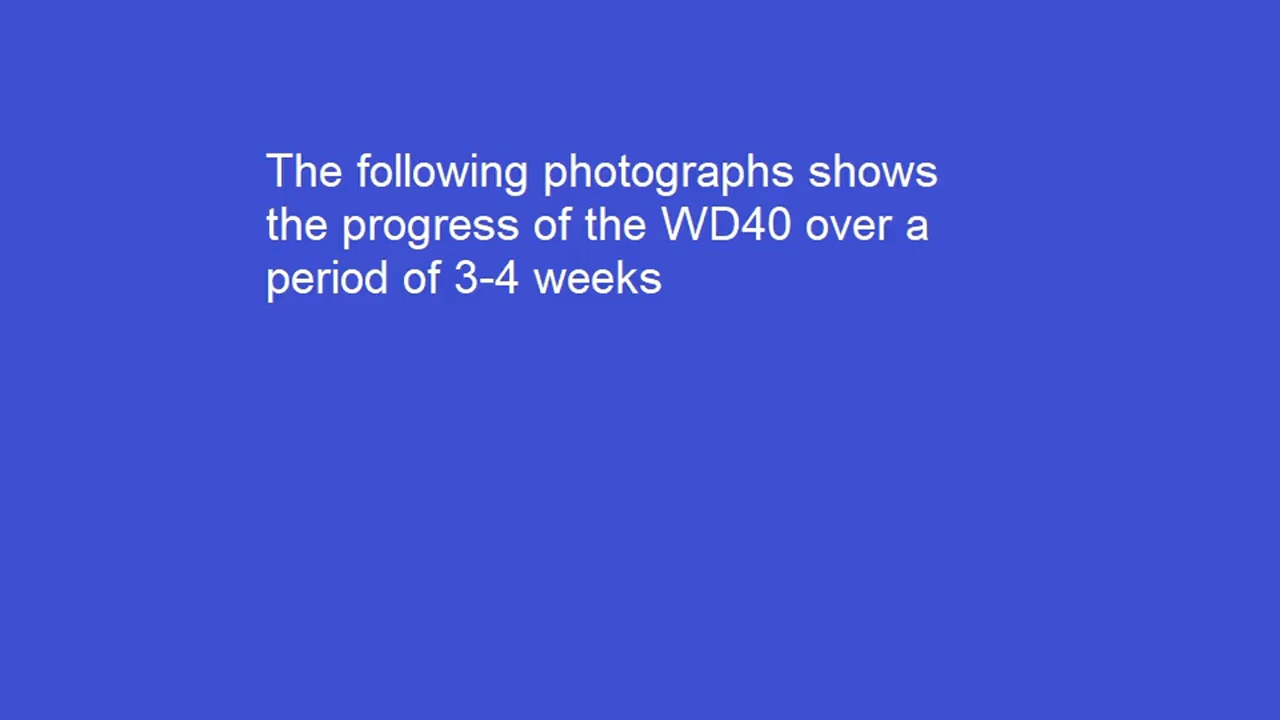 The following photographs shows
the progress of the WD40 over a
period of 3-4 weeks